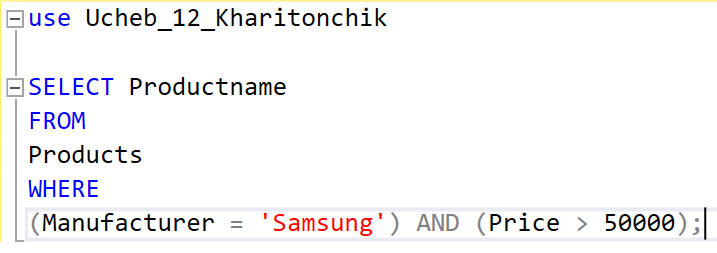 use Ucheb_12_Kharitonchik
SELECT Productname
FROM
Products
WHERE
(Manufacturer = 'Samsung') AND (Price > 50000);